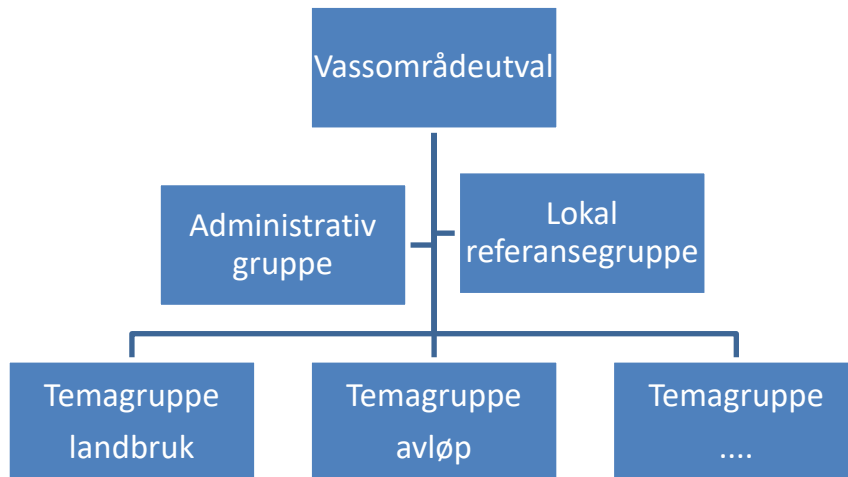 Vassområdeutval
Administrativ
gruppe
Lokal
referansegruppe
Temagruppe
landbruk
Temagruppe
avløp
Temagruppe
....